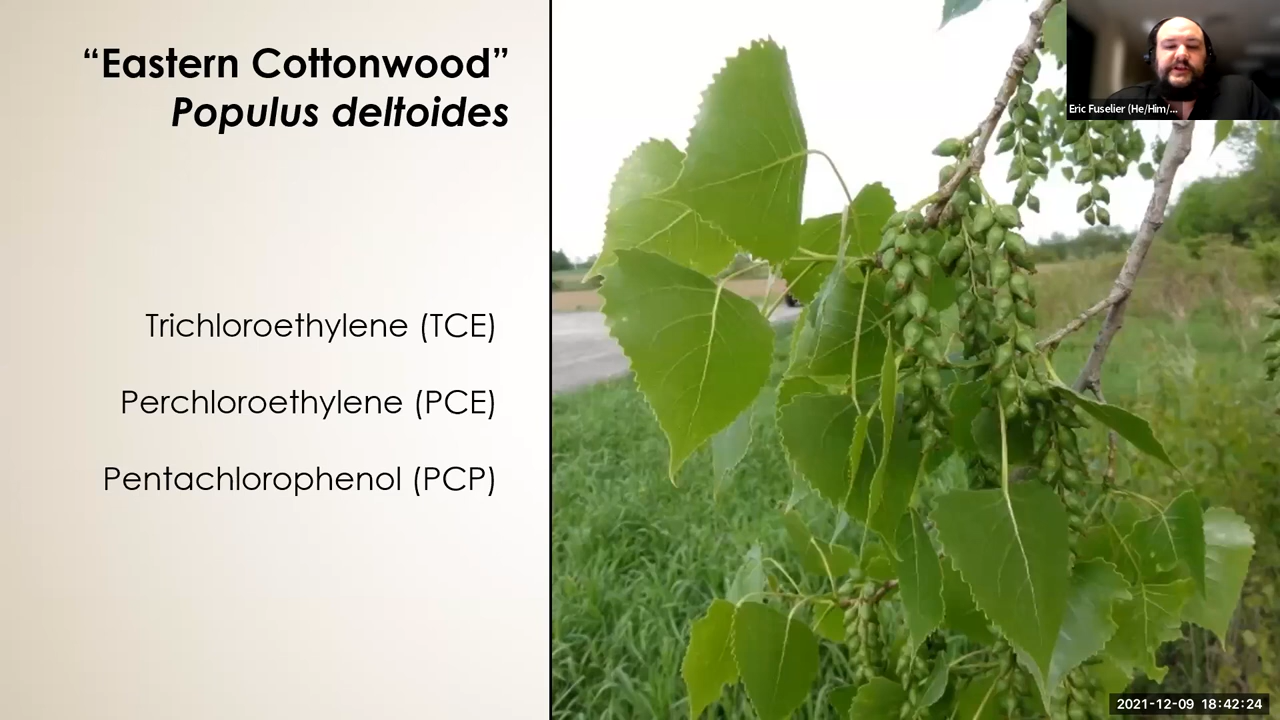 “Eastern Cottonwood”
Populus deltoides
Trichloroethylene (TCE)
Perchloroethylene (PCE)
Pentachlorophenol (PCP)
Eric Fuselier (He/Him/...
2021-12-09 18:42:24